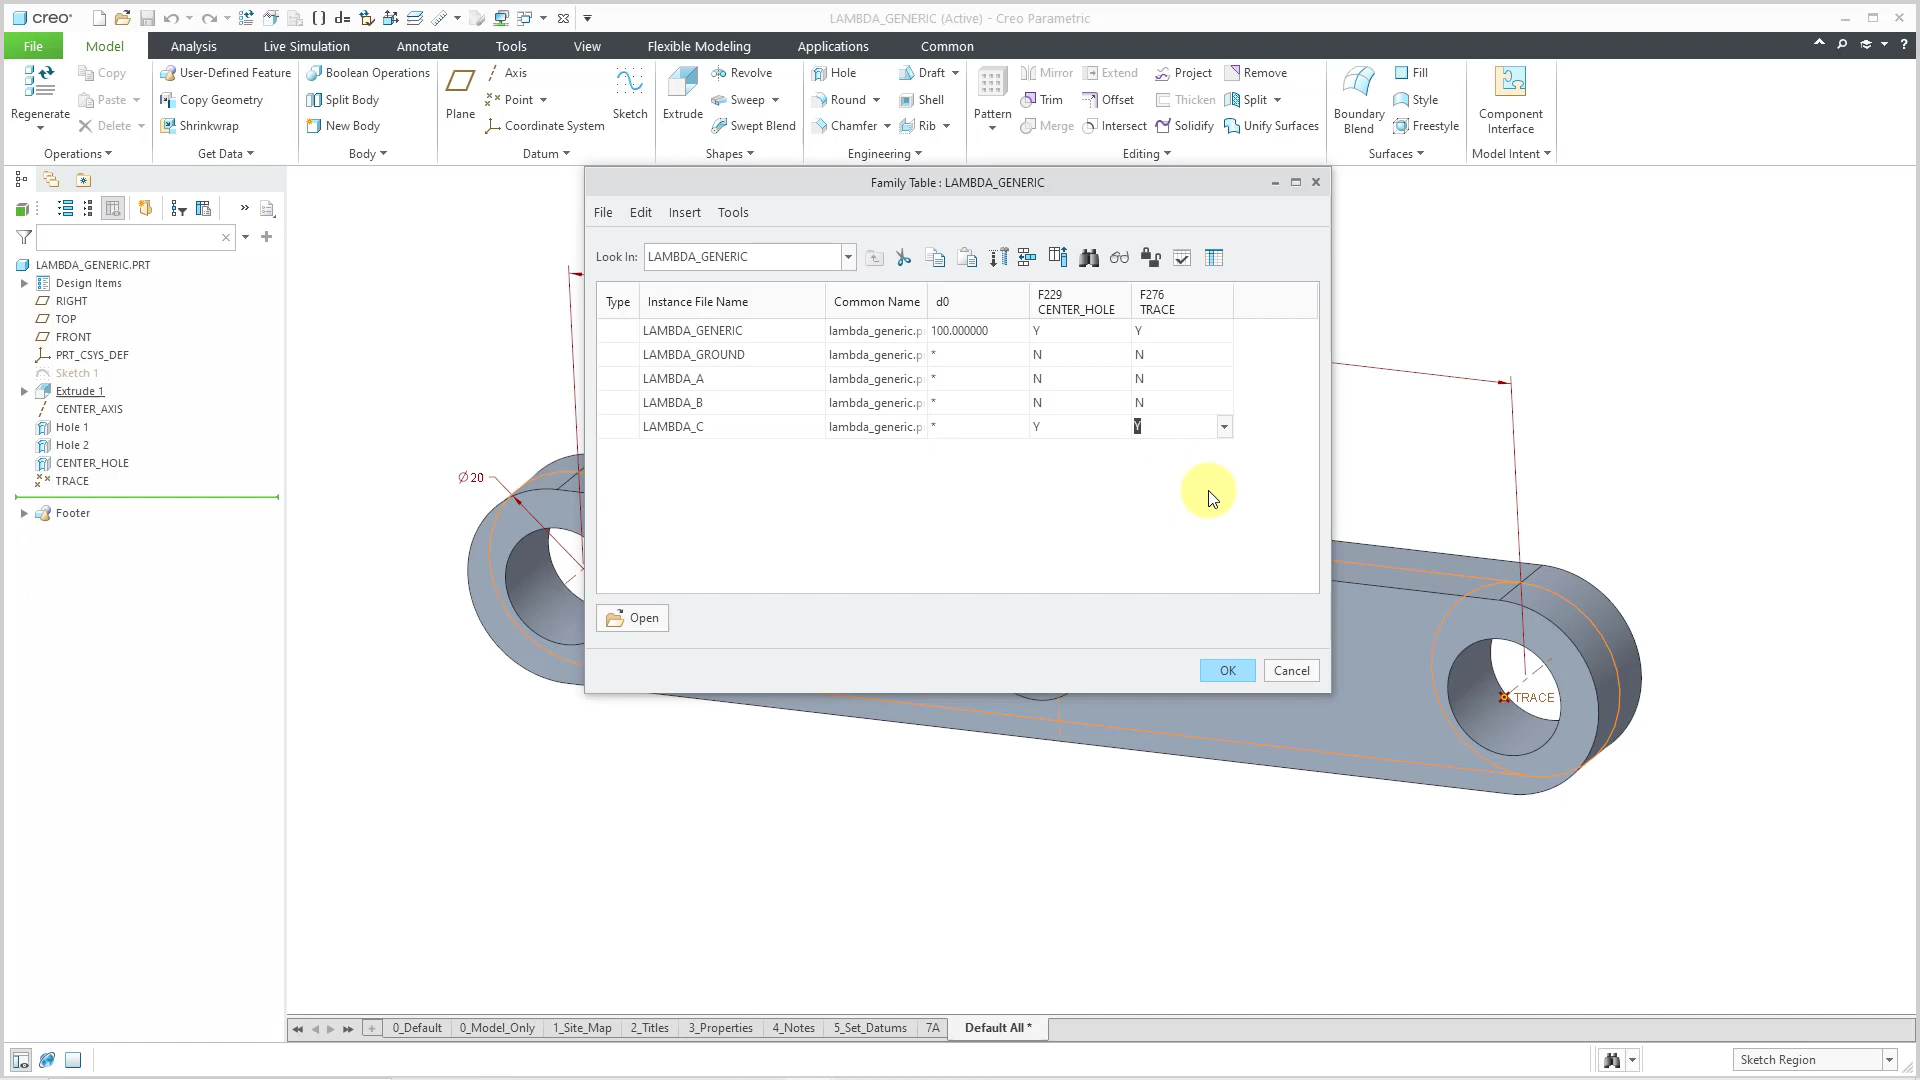 creo
LAMBDA_GENERIC (Active) - Creo Parametric
File
Model
Analysis
Live Simulation
Annotate
Tools
View
Flexible Modeling
Applications
Common
Regenerate
Copy
Paste
Delete
Operations
User-Defined Feature
Copy Geometry
Shrinkwrap
Get Data
Boolean Operations
Split Body
New Body
Body
Plane
Axis
Point
Coordinate System
Sketch
Datum
Extrude
Revolve
Sweep
Swept Blend
Shapes
Hole
Round
Chamfer
Draft
Shell
Rib
Engineering
Pattern
Mirror
Extend
Project
Remove
Trim
Offset
Thicken
Split
Merge
Intersect
Solidify
Unify Surfaces
Editing
Boundary
Blend
Fill
Style
Freestyle
Surfaces
Component
Interface
Model Intent
LAMBDA_GENERIC.PRT
Design Items
RIGHT
TOP
FRONT
PRT_CSYS_DEF
Sketch 1
Extrude 1
CENTER_AXIS
Hole 1
Hole 2
CENTER_HOLE
TRACE
Footer
Family Table : LAMBDA_GENERIC
File Edit Insert Tools
Look In: LAMBDA_GENERIC
Type Instance File Name Common Name d0 F229 CENTER_HOLE F276 TRACE
LAMBDA_GENERIC lambda_generic.p 100.000000 Y Y
LAMBDA_GROUND lambda_generic.p * N N
LAMBDA_A lambda_generic.p * N N
LAMBDA_B lambda_generic.p * N N
LAMBDA_C lambda_generic.p * Y Y
Open
OK
Cancel
Ø20
TRACE
0_Default
0_Model_Only
1_Site_Map
2_Titles
3_Properties
4_Notes
5_Set_Datums
7A
Default All *
Sketch Region